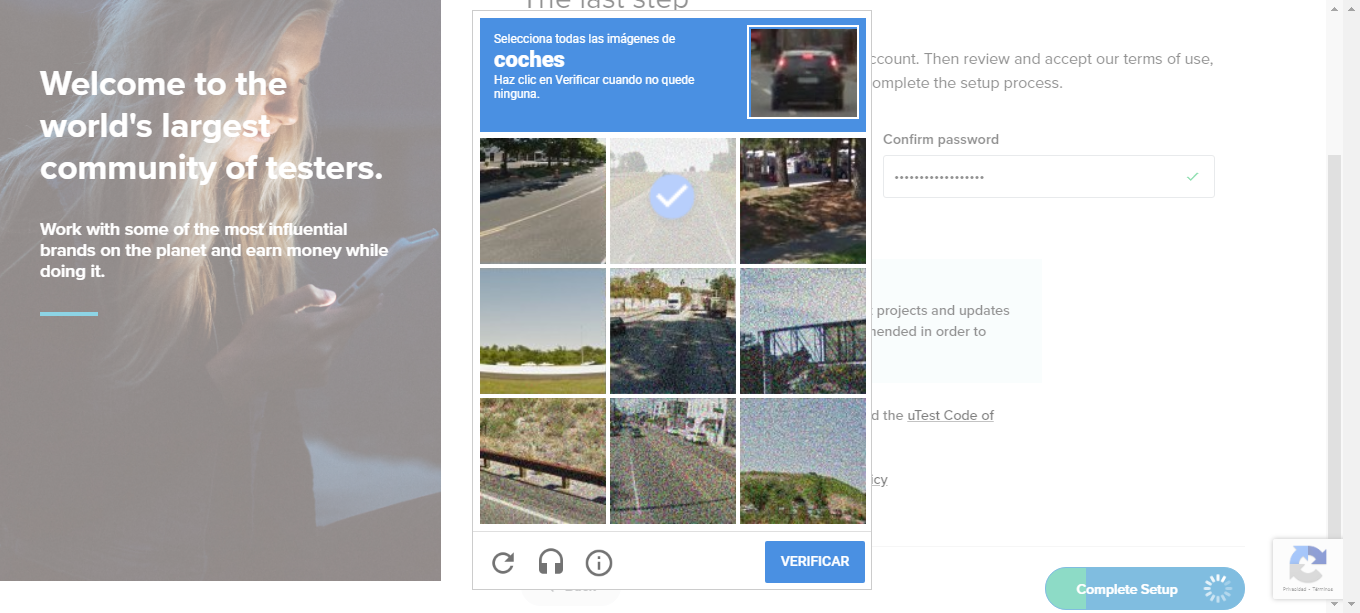 The last step
Welcome to the
world's largest
community of testers.
Work with some of the most influential
brands on the planet and earn money while
doing it.
Selecciona todas las imágenes de
coches
Haz clic en Verificar cuando no quede
ninguna.
VERIFICAR
ccount. Then review and accept our terms of use,
omplete the setup process.
Confirm password
••••••••••••••••••
projects and updates
nended in order to
d the uTest Code of
icy
Back
Complete Setup
Privacidad - Términos